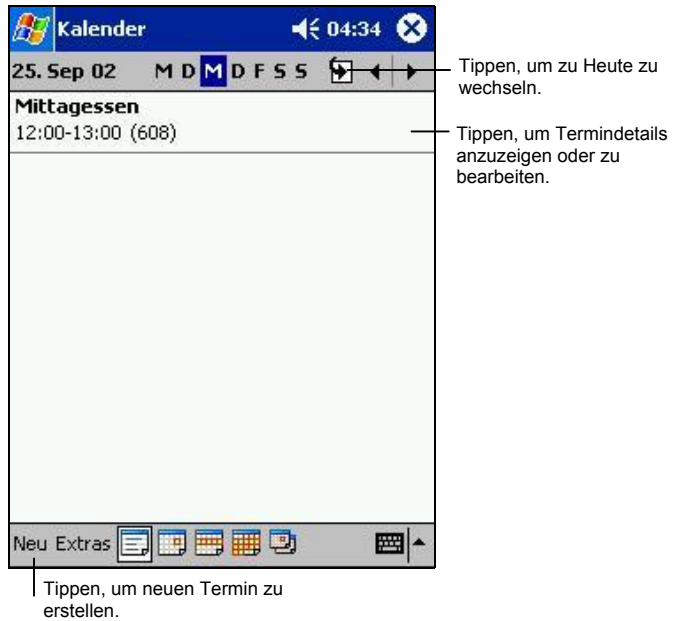 Kalender 04:34
25. Sep 02 M D M D F S S
Tippen, um zu Heute zu
wechseln.
Mittagessen
12:00-13:00 (608)
Tippen, um Termindetails
anzuzeigen oder zu
bearbeiten.
Neu Extras
Tippen, um neuen Termin zu
erstellen.